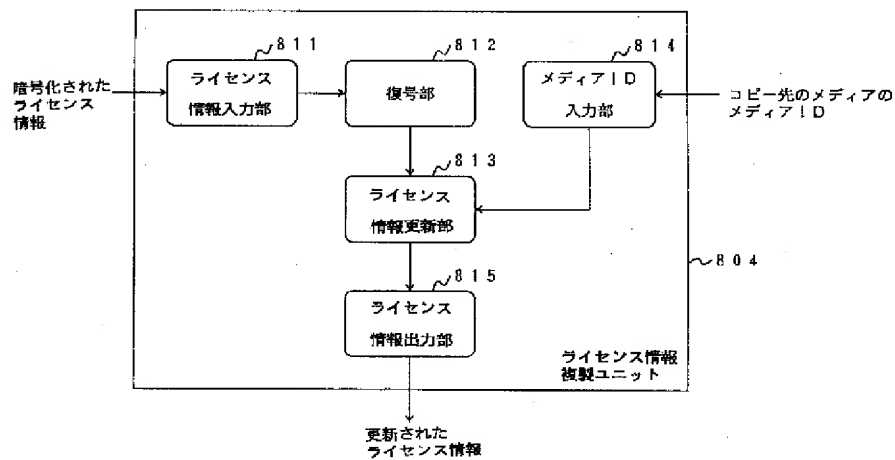 811
812
814
暗号化された
ライセンス
情報
ライセンス
情報入力部
復号部
メディアID
入力部
コピー先のメディアの
メディアID
813
ライセンス
情報更新部
804
815
ライセンス
情報出力部
ライセンス情報
複製ユニット
更新された
ライセンス情報